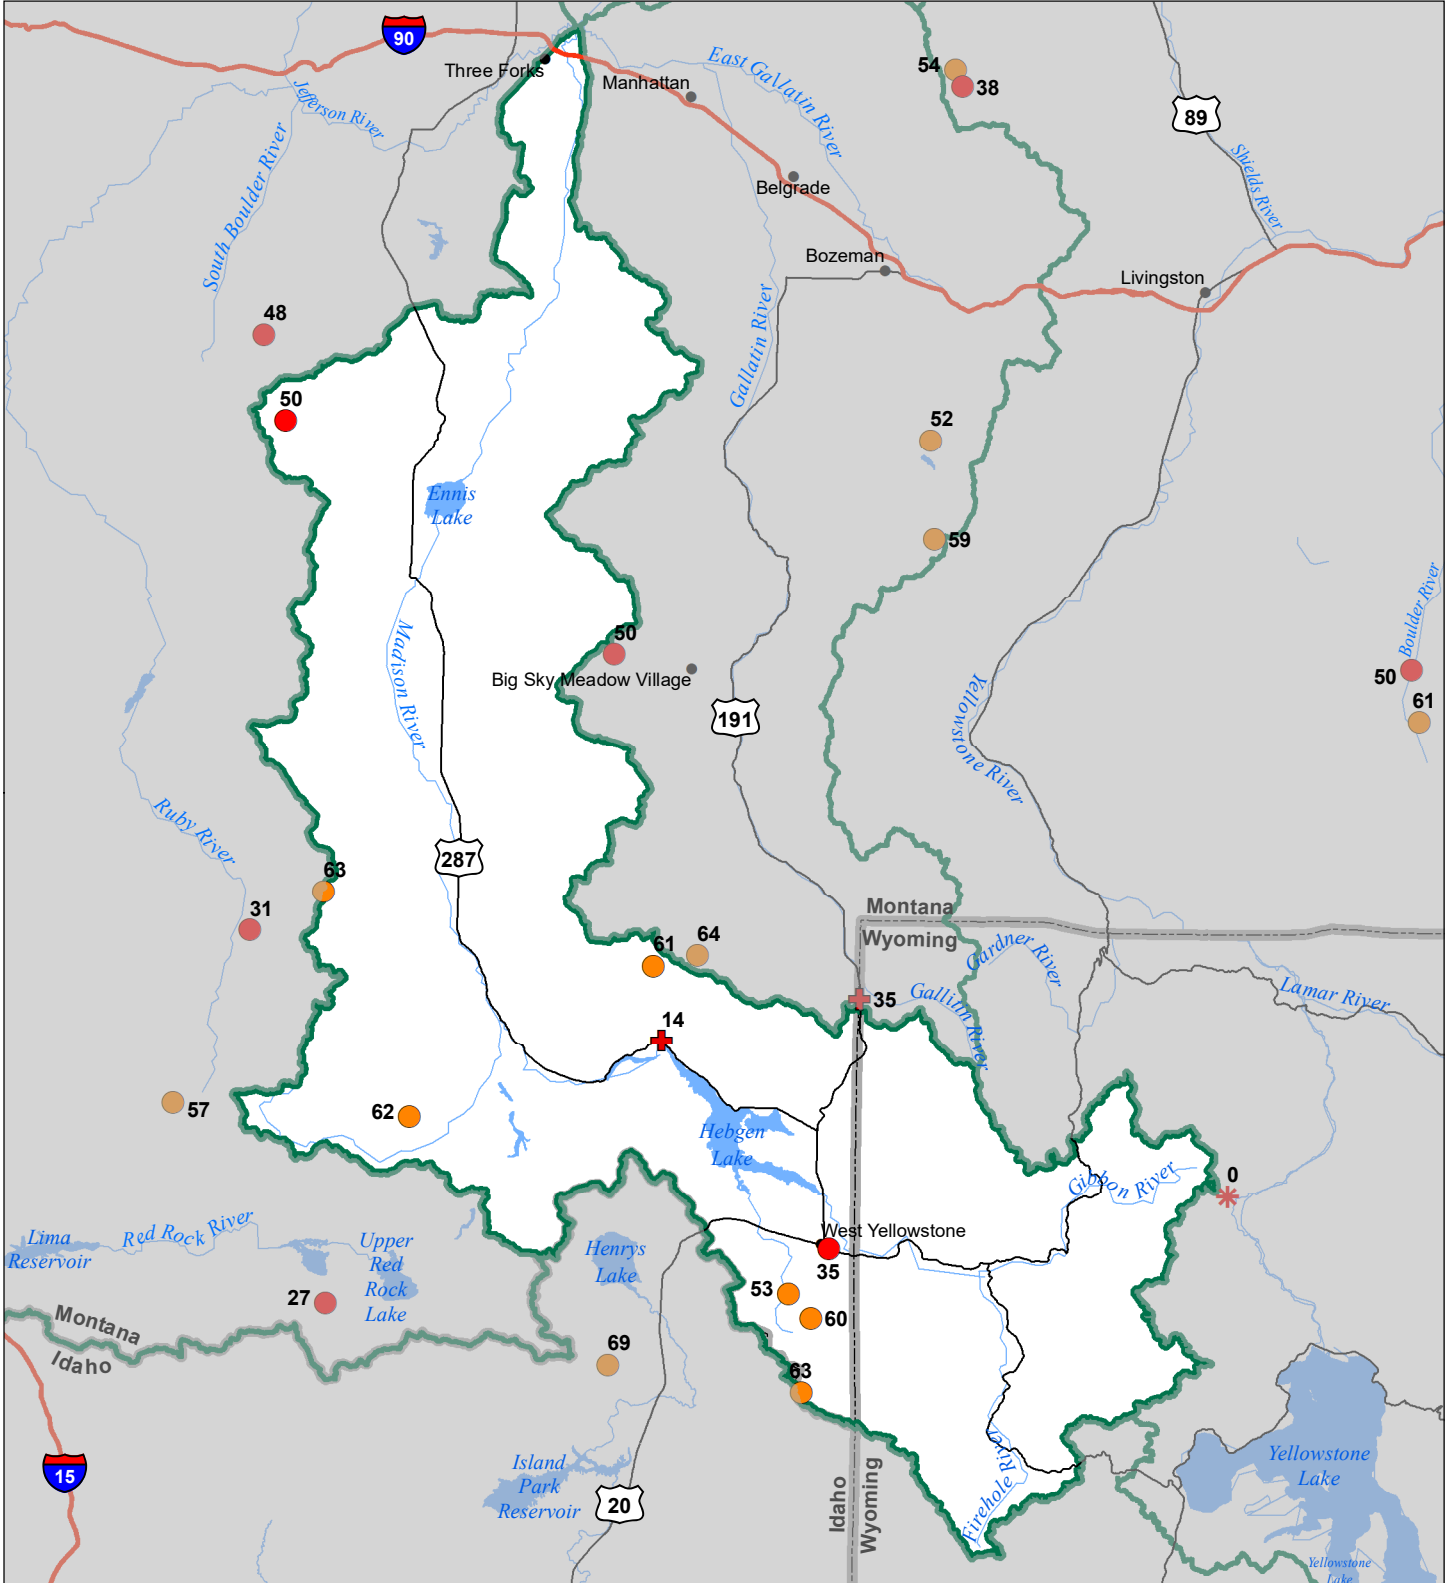 90
Three Forks
Manhattan
East Gallatin River
54
38
89
Jefferson River
South Boulder River
Belgrade
Shields River
Bozeman
Livingston
Gallatin River
48
50
52
Ennis
Lake
59
Boulder River
50
Big Sky Meadow Village
Madison River
191
50
61
Yellowstone River
Ruby River
287
63
31
61
64
Montana
Wyoming
Gardner River
Lamar River
35
Gallitin River
14
57
62
Hebgen
Lake
Gibbon River
0
Lima
Reservoir
Red Rock River
Upper
Red
Rock
Lake
Henrys
Lake
West Yellowstone
35
27
53
60
Montana
Idaho
69
63
15
Island
Park
Reservoir
20
Idaho
Wyoming
Firehole River
Yellowstone
Lake
Yellowstone
Lake